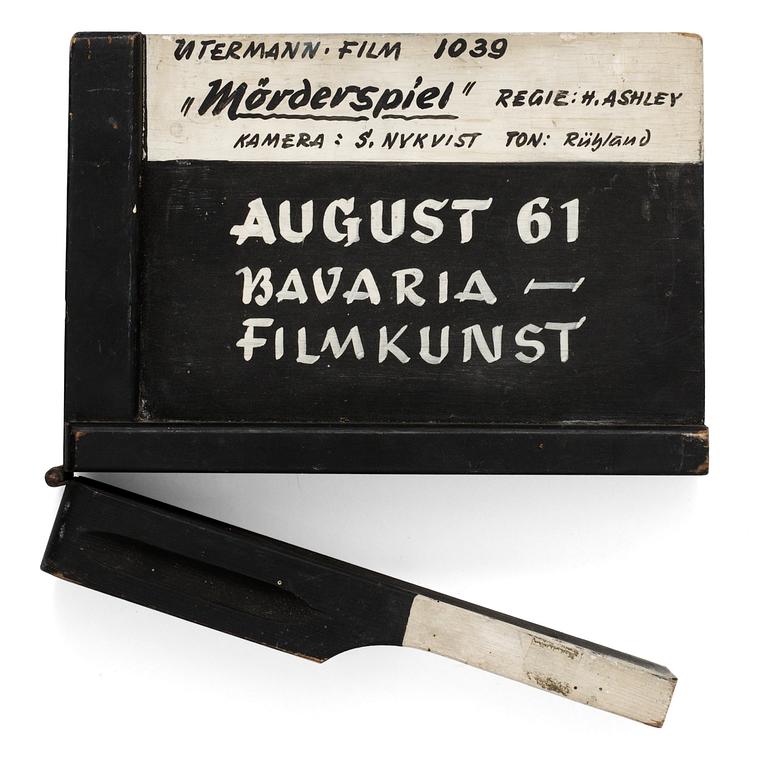 UTERMANN · FILM 1039
„Mörderspiel" REGIE: H. ASHLEY
KAMERA: S. NYKVIST TON: Rühland
AUGUST 61
BAVARIA —
FILMKUNST